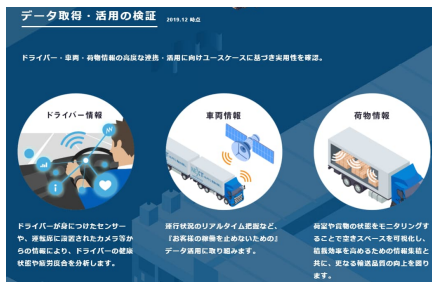 データ取得・活用の検証 2019.12 時点
ドライバー・車両・荷物情報の高度な連携・活用に向けユースケースに基づき実用性を確認。
ドライバー情報
車両情報
荷物情報
ドライバーが身につけたセンサー
や、運転席に設置されたカメラ等か
らの情報により、ドライバーの健康
状態や疲労度合を分析します。
運行状況のリアルタイム把握など、
『お客様の稼働を止めないための』
データ活用に取り組みます。
荷室や貨物の状態をモニタリングす
ることで空きスペースを可視化し、
積載効率を高めるための情報集積と
共に、更なる輸送品質の向上を図り
ます。